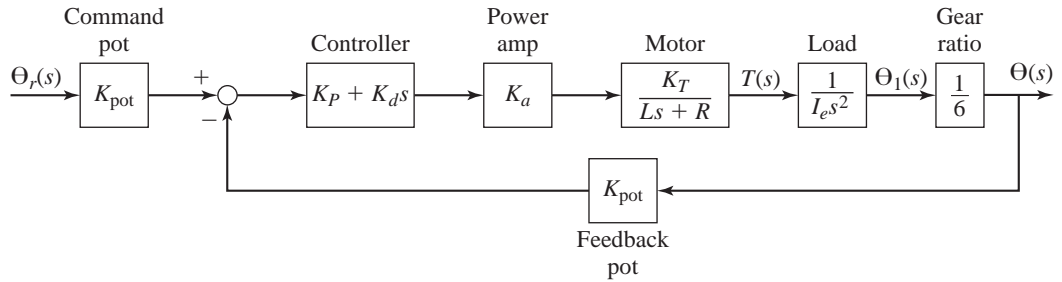 Command
pot
Θr(s)
Kpot
+
−
Controller
KP + Kds
Power
amp
Ka
Motor
KT
Ls + R
T(s)
Load
1
Ies²
Θ1(s)
Gear
ratio
1
6
Θ(s)
Kpot
Feedback
pot